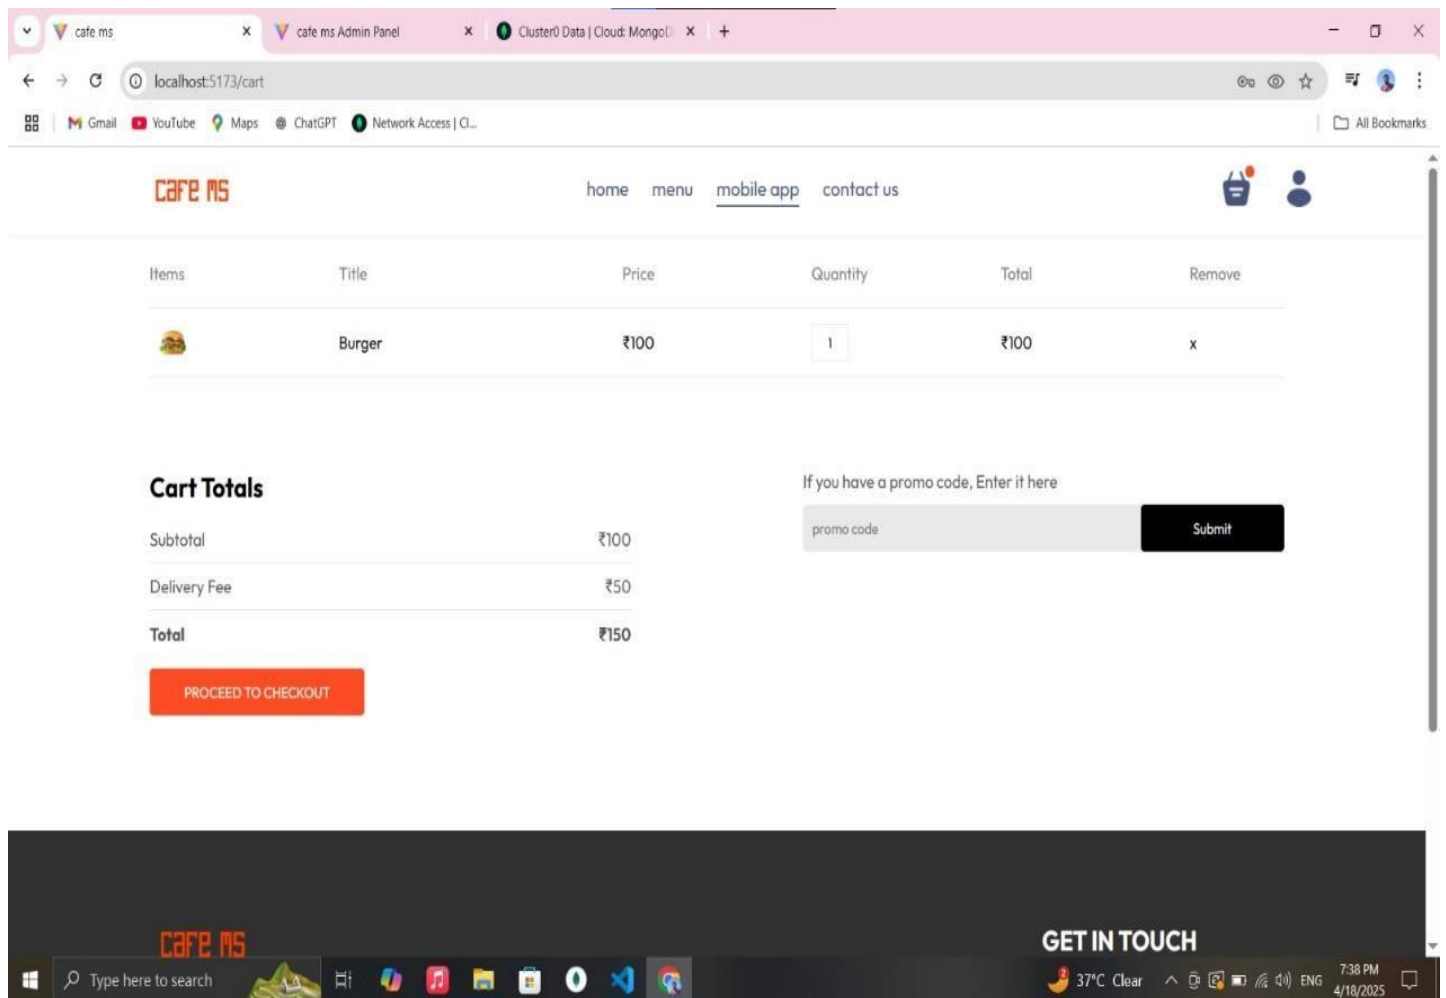 cafe ms
cafe ms Admin Panel
Cluster0 Data | Cloud: MongoD
localhost:5173/cart
Gmail
YouTube
Maps
ChatGPT
Network Access | Cl...
All Bookmarks
Cafe ms
home menu mobile app contact us
Items Title Price Quantity Total Remove
Burger ₹100 1 ₹100 x
Cart Totals
Subtotal ₹100
Delivery Fee ₹50
Total ₹150
PROCEED TO CHECKOUT
If you have a promo code, Enter it here
promo code Submit
Cafe ms
GET IN TOUCH
Type here to search
2
37°C Clear
ENG
7:38 PM
4/18/2025